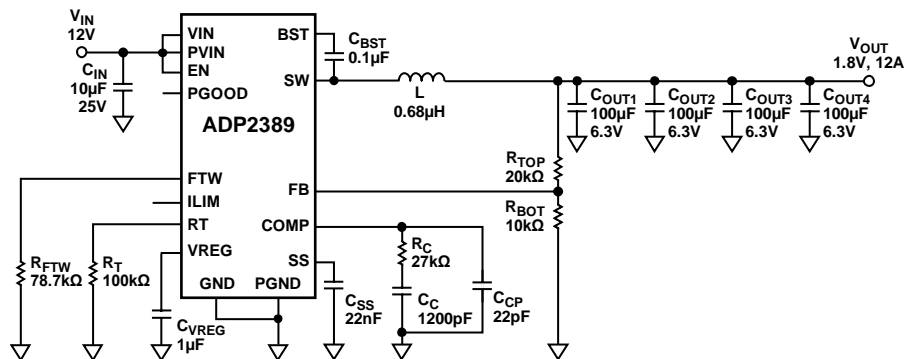 VIN
12V
CIN
10µF
25V
VIN
PVIN
EN
PGOOD
ADP2389
FTW
ILIM
RT
VREG
GND
PGND
BST
SW
FB
COMP
SS
CBST
0.1µF
L
0.68µH
VOUT
1.8V, 12A
COUT1
100µF
6.3V
COUT2
100µF
6.3V
COUT3
100µF
6.3V
COUT4
100µF
6.3V
RTOP
20kΩ
RBOT
10kΩ
RFTW
78.7kΩ
RT
100kΩ
CVREG
1µF
CSS
22nF
RC
27kΩ
CC
1200pF
CCP
22pF